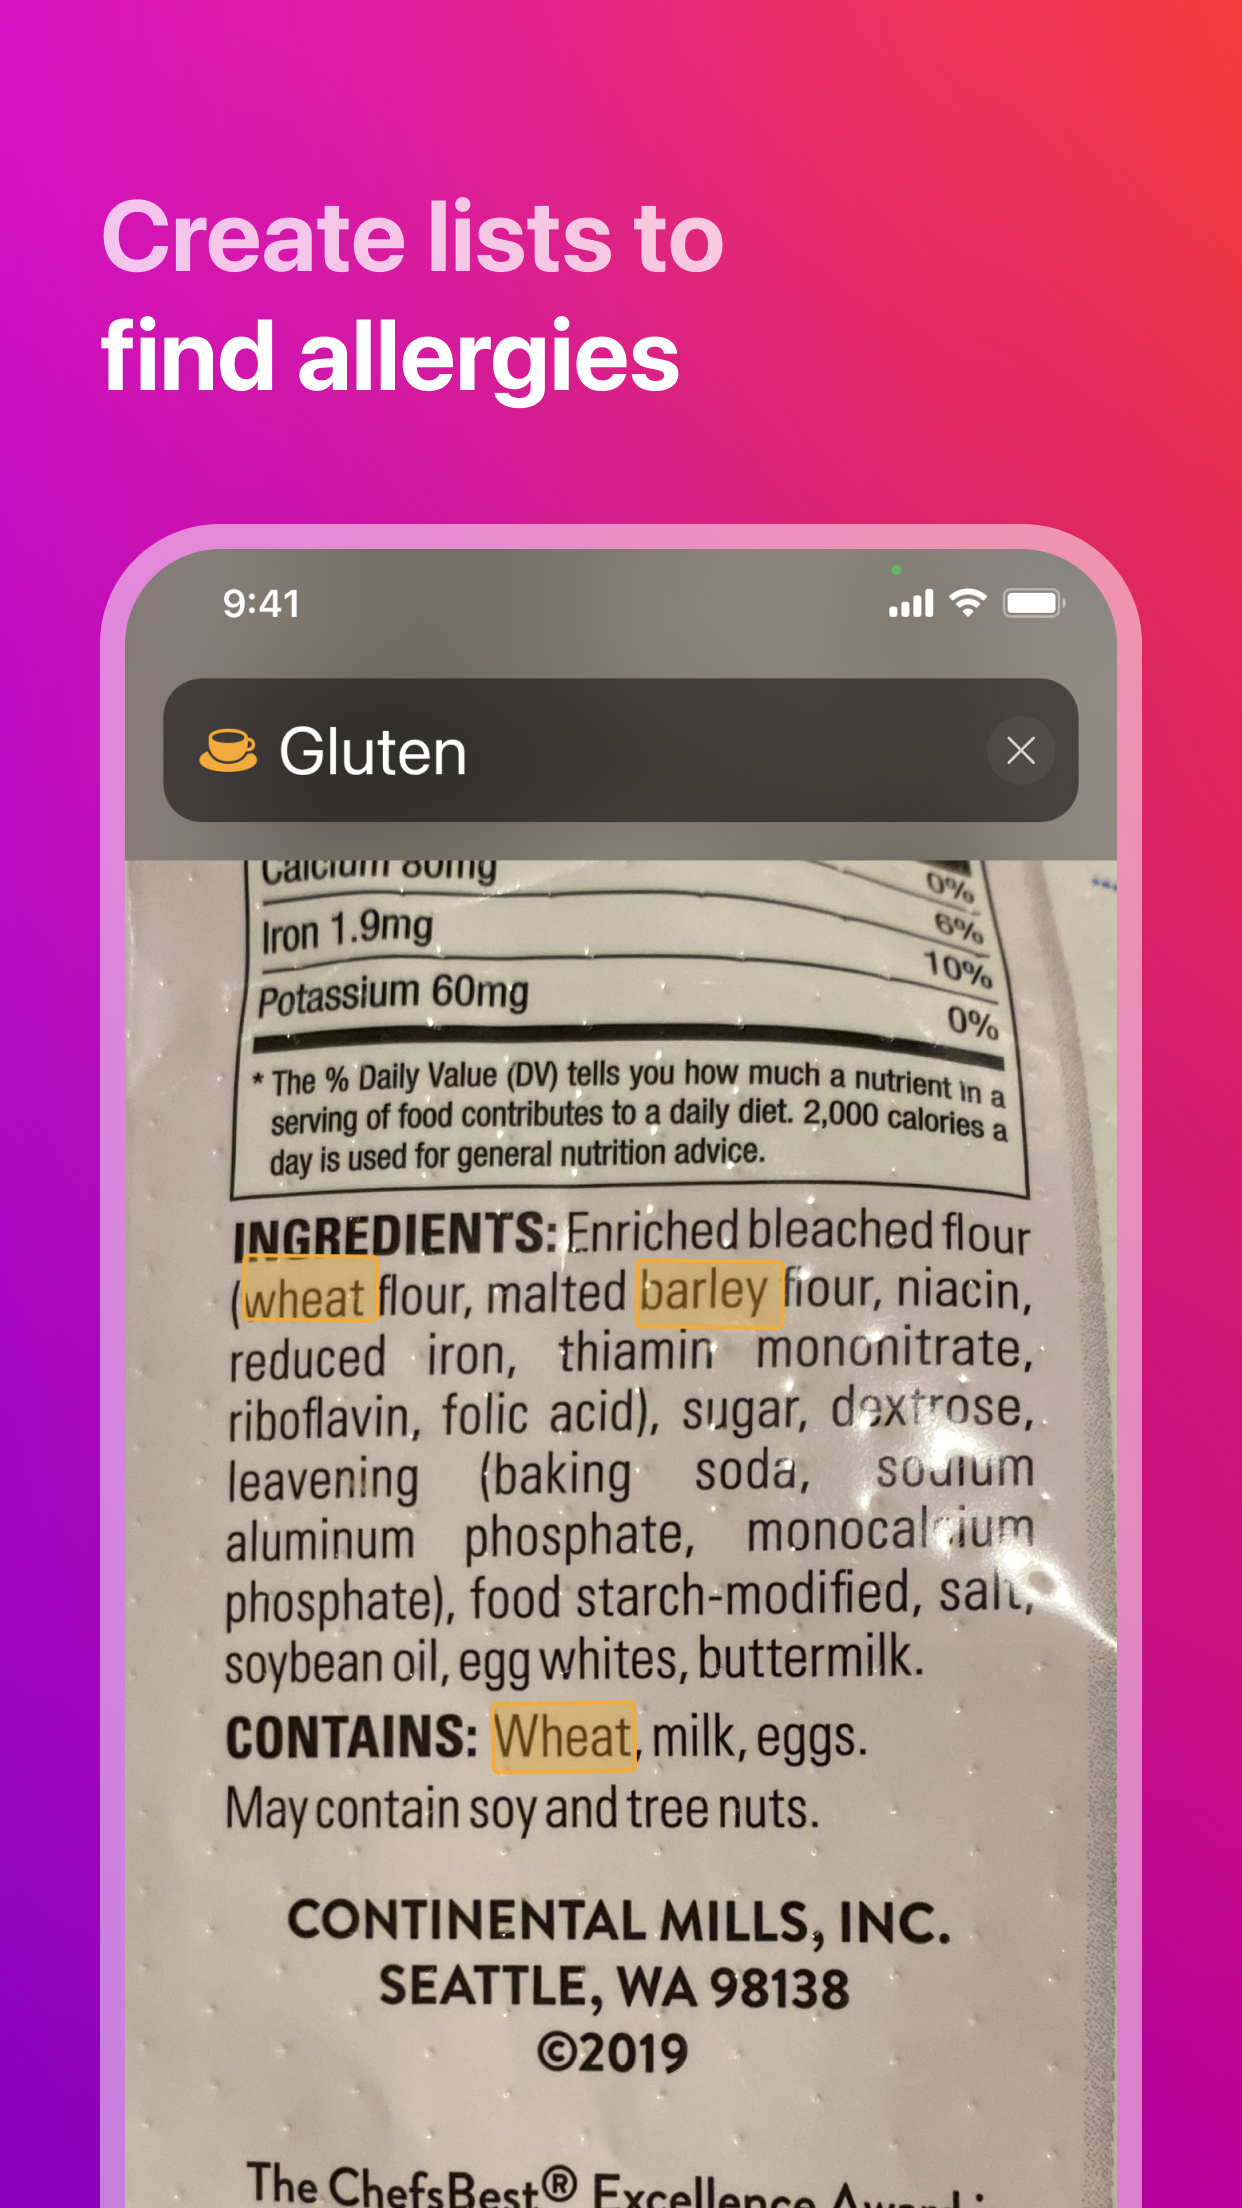 Create lists to
find allergies
9:41
Gluten
Calcium 80mg
0%
6%
Iron 1.9mg
10%
Potassium 60mg
0%
* The % Daily Value (DV) tells you how much a nutrient in a
serving of food contributes to a daily diet. 2,000 calories a
day is used for general nutrition advice.
INGREDIENTS: Enriched bleached flour
(wheat flour, malted barley flour, niacin,
reduced iron, thiamin mononitrate,
riboflavin, folic acid), sugar, dextrose,
leavening (baking soda, sodium
aluminum phosphate, monocalcium
phosphate), food starch-modified, salt,
soybean oil, egg whites, buttermilk.
CONTAINS: Wheat, milk, eggs.
May contain soy and tree nuts.
CONTINENTAL MILLS, INC.
SEATTLE, WA 98138
©2019
The ChefsBest® Excellence Award